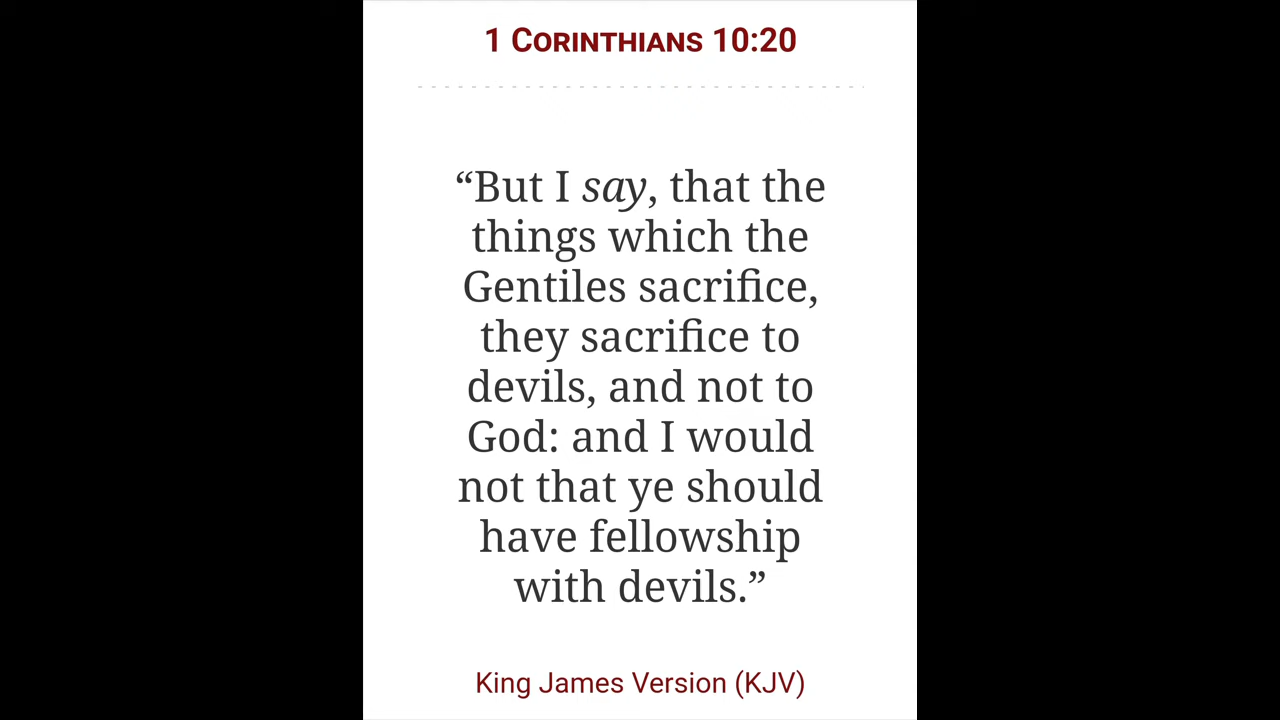 1 Corinthians 10:20
“But I say, that the
things which the
Gentiles sacrifice,
they sacrifice to
devils, and not to
God: and I would
not that ye should
have fellowship
with devils.”
King James Version (KJV)